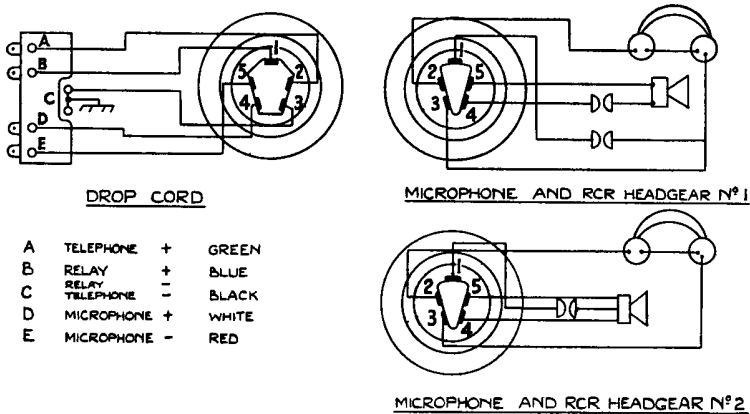 A
B
C
D
E
1
2
3
4
5
DROP CORD
A TELEPHONE + GREEN
B RELAY + BLUE
C RELAY -
TELEPHONE - BLACK
D MICROPHONE + WHITE
E MICROPHONE - RED
1
2
5
3
4
MICROPHONE AND RCR HEADGEAR Nº 1
1
2
5
3
4
MICROPHONE AND RCR HEADGEAR Nº 2